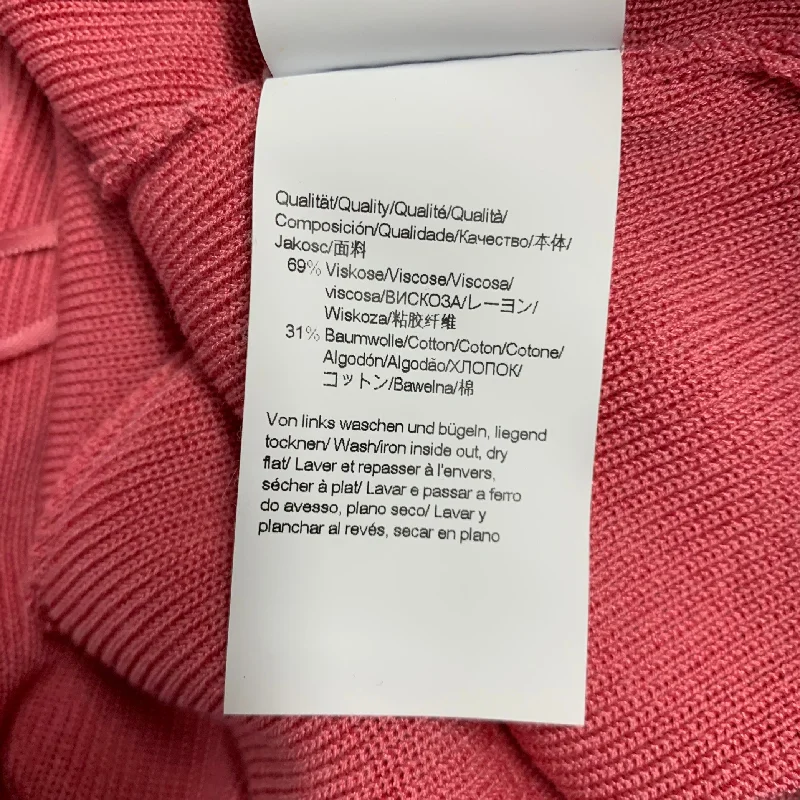 Qualität/Quality/Qualité/Qualità/
Composición/Qualidade/Качество/本体/
Jakosc/面料
69% Viskose/Viscose/Viscosa/
viscosa/ВИСКОЗА/レーヨン/
Wiskoza/粘胶纤维
31% Baumwolle/Cotton/Coton/Cotone/
Algodón/Algodão/ХЛОПОК/
コットン/Bawelna/棉
Von links waschen und bügeln, liegend
tocknen/ Wash/iron inside out, dry
flat/ Laver et repasser à l'envers,
sécher à plat/ Lavar e passar a ferro
do avesso, plano seco/ Lavar y
planchar al revés, secar en plano